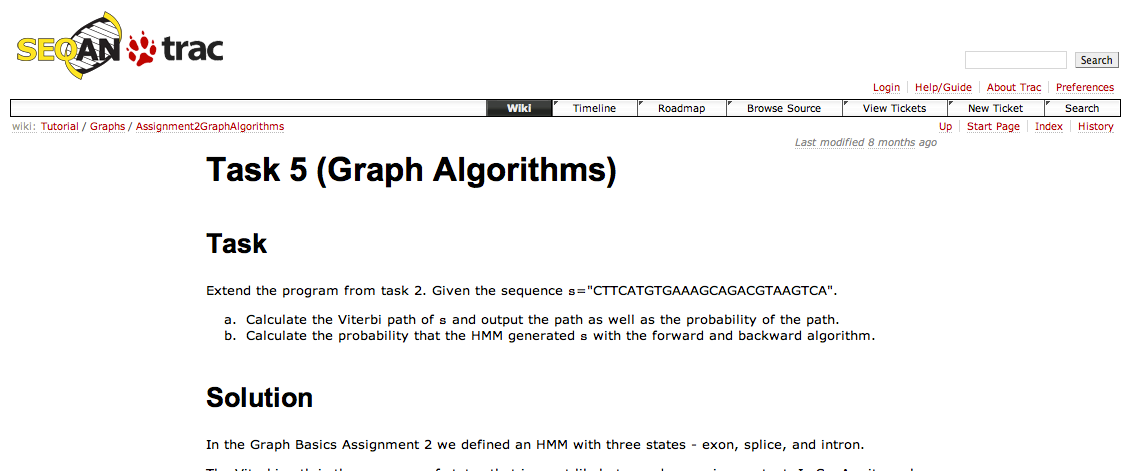 SEQAN trac
Search
Login Help/Guide About Trac Preferences
Wiki Timeline Roadmap Browse Source View Tickets New Ticket Search
wiki: Tutorial / Graphs / Assignment2GraphAlgorithms
Up Start Page Index History
Last modified 8 months ago
Task 5 (Graph Algorithms)
Task
Extend the program from task 2. Given the sequence s="CTTCATGTGAAAGCAGACGTAAGTCA".
a. Calculate the Viterbi path of s and output the path as well as the probability of the path.
b. Calculate the probability that the HMM generated s with the forward and backward algorithm.
Solution
In the Graph Basics Assignment 2 we defined an HMM with three states - exon, splice, and intron.